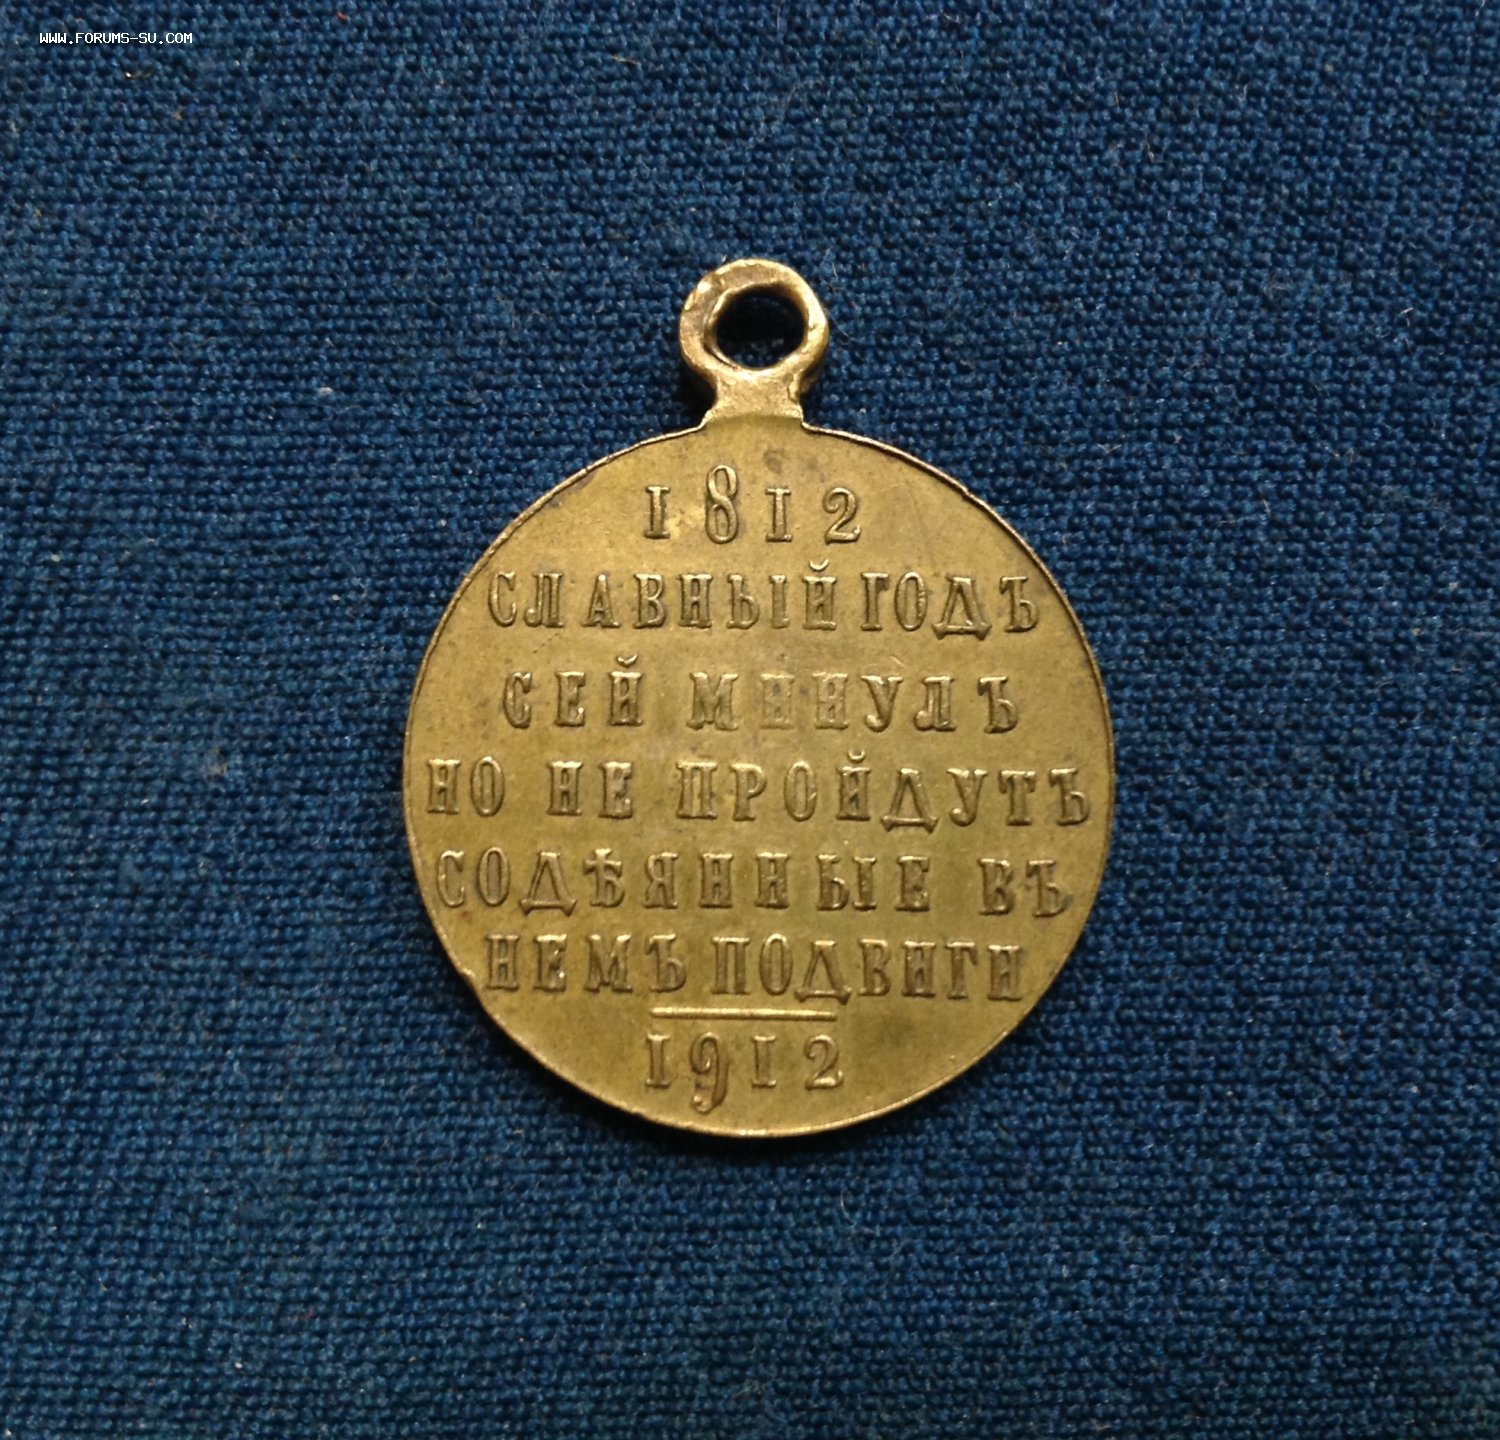 WWW.FORUMS-SU.COM
1812
СЛАВНЫЙ ГОДЪ
СЕЙ МИНУЛЪ
НО НЕ ПРОЙДУТЪ
СОДѢЯННЫЕ ВЪ
НЕМЪ ПОДВИГИ
1912